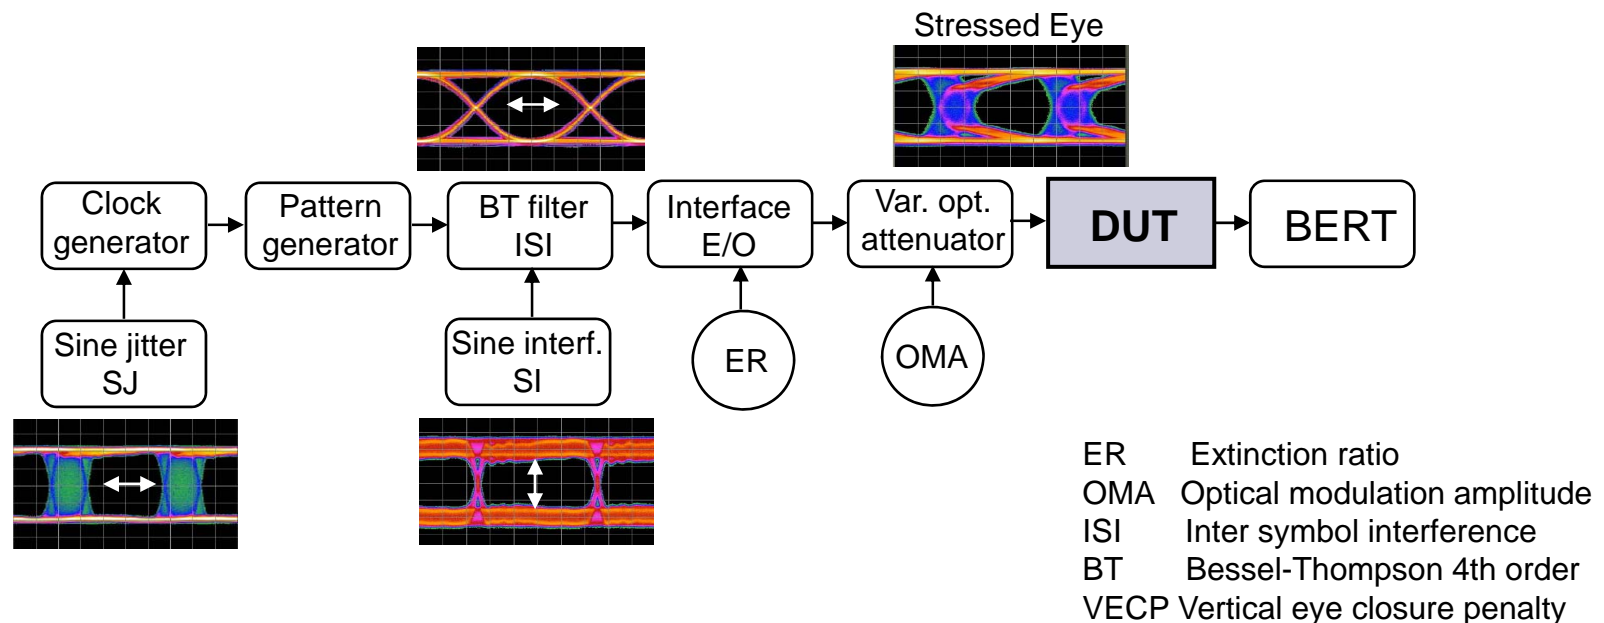 Stressed Eye
Clock
generator
Pattern
generator
BT filter
ISI
Interface
E/O
Var. opt.
attenuator
DUT
BERT
Sine jitter
SJ
Sine interf.
SI
ER
OMA
ER Extinction ratio
OMA Optical modulation amplitude
ISI Inter symbol interference
BT Bessel-Thompson 4th order
VECP Vertical eye closure penalty